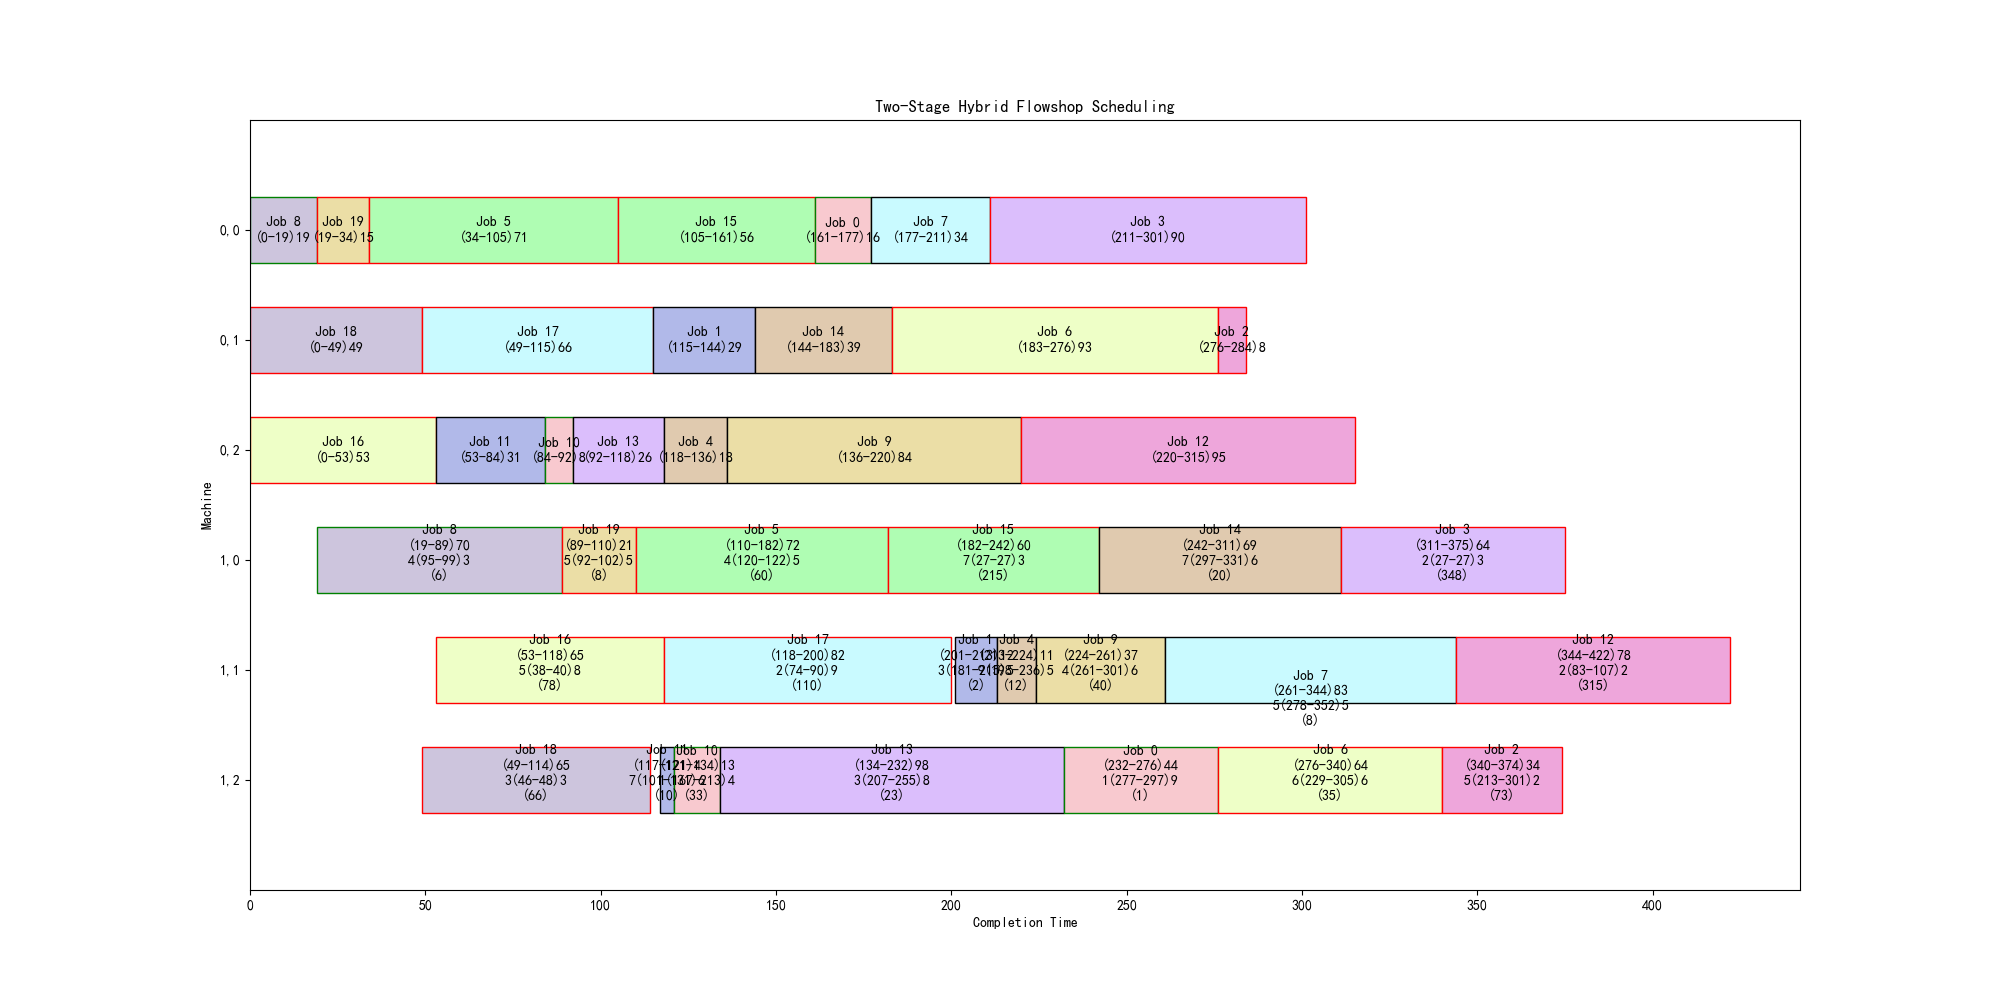 Two-Stage Hybrid Flowshop Scheduling
0,0
Job 8
(0-19)19
Job 19
(19-34)15
Job 5
(34-105)71
Job 15
(105-161)56
Job 0
(161-177)16
Job 7
(177-211)34
Job 3
(211-301)90
0,1
Job 18
(0-49)49
Job 17
(49-115)66
Job 1
(115-144)29
Job 14
(144-183)39
Job 6
(183-276)93
Job 2
(276-284)8
0,2
Job 16
(0-53)53
Job 11
(53-84)31
Job 10
(84-92)8
Job 13
(92-118)26
Job 4
(118-136)18
Job 9
(136-220)84
Job 12
(220-315)95
Machine
1,0
Job 8
(19-89)70
4(95-99)3
(6)
Job 19
(89-110)21
5(92-102)5
(8)
Job 5
(110-182)72
4(120-122)5
(60)
Job 15
(182-242)60
7(27-27)3
(215)
Job 14
(242-311)69
7(297-331)6
(20)
Job 3
(311-375)64
2(27-27)3
(348)
1,1
Job 16
(53-118)65
5(38-40)8
(78)
Job 17
(118-200)82
2(74-90)9
(110)
Job 1
(201-213)12
(2)
Job 4
(213-224)11
(12)
Job 9
(224-261)37
4(261-301)6
(40)
Job 7
(261-344)83
5(278-352)5
(8)
Job 12
(344-422)78
2(83-107)2
(315)
1,2
Job 18
(49-114)65
3(46-48)3
(66)
Job 11
(117-121)4
(10)
Job 10
(121-134)13
(33)
Job 13
(134-232)98
3(207-255)8
(23)
Job 0
(232-276)44
1(277-297)9
(1)
Job 6
(276-340)64
6(229-305)6
(35)
Job 2
(340-374)34
5(213-301)2
(73)
0 50 100 150 200 250 300 350 400
Completion Time